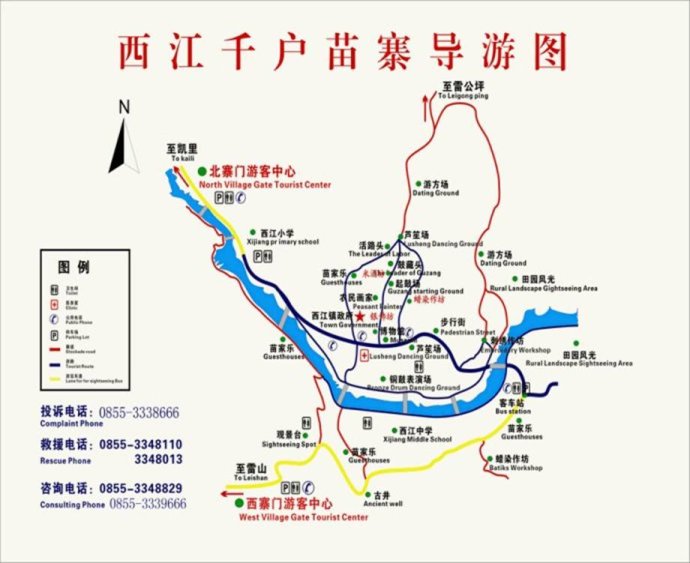 西江千户苗寨导游图
至雷公坪
To Leigong ping
N
至凯里
To kaili
北寨门游客中心
North Village Gate Tourist Center
P
游方场
Dating Ground
西江小学
Xijiang pr imary school
P
芦笙场
Lusheng Dancing Ground
活路头
The Leader of Labor
鼓藏头
The leader of Guzang
游方场
Dating Ground
苗家乐
Guesthouses
米酒坊
起鼓场
Guzang starting Ground
田园风光
Rural Landscape Sightseeing Area
农民画家
Peasant Painter
蜡染作坊
西江镇政府
Town Government
银饰坊
步行街
Pedestrian Street
博物馆
刺绣作坊
Embroidery Workshop
苗家乐
Guesthouses
芦笙场
Lusheng Dancing Ground
田园风光
Rural Landscape Sightseeing Area
铜鼓表演场
Bronze Drum Dancing Ground
P
客车站
Bus station
图 例
卫生间
Toilet
医务室
Clinic
公用电话
Public Phone
P
停车场
Parking Lot
Blockade road
Tourist Route
Lane for for sightseeing Bus
投诉电话: 0855-3338666
Complaint Phone
救援电话: 0855-3348110
Rescue Phone 3348013
咨询电话: 0855-3348829
Consulting Phone 0855-3339666
观景台
Sightseeing Spot
西江中学
Xijiang Middle School
苗家乐
Guesthouses
苗家乐
Guesthouses
蜡染作坊
Batiks Workshop
至雷山
To Leishan
P
古井
Ancient well
西寨门游客中心
West Village Gate Tourist Center